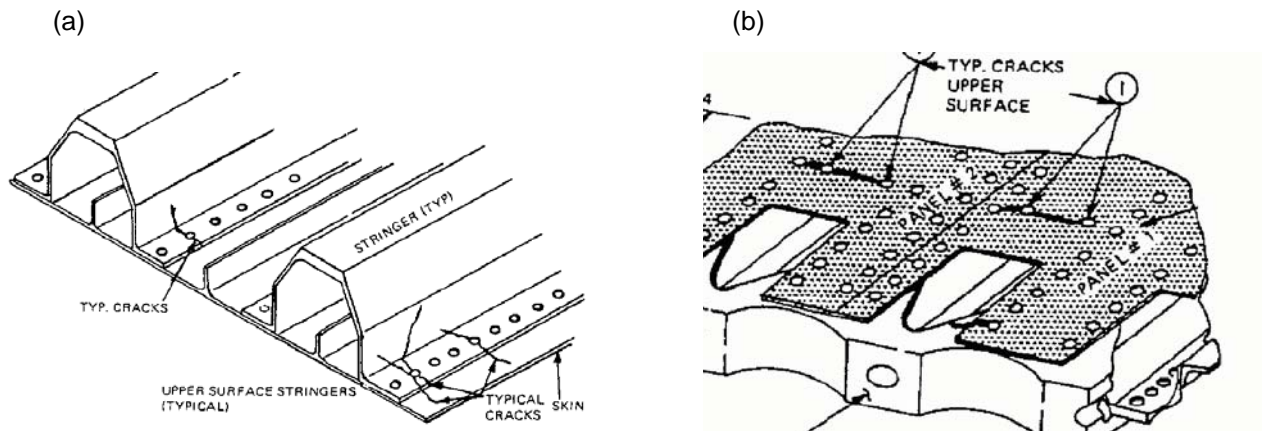 (a)
(b)
TYP. CRACKS
UPPER
SURFACE
1
4
PANEL # 2
PANEL # 1
STRINGER (TYP)
TYP. CRACKS
UPPER SURFACE STRINGERS
(TYPICAL)
TYPICAL
CRACKS
SKIN